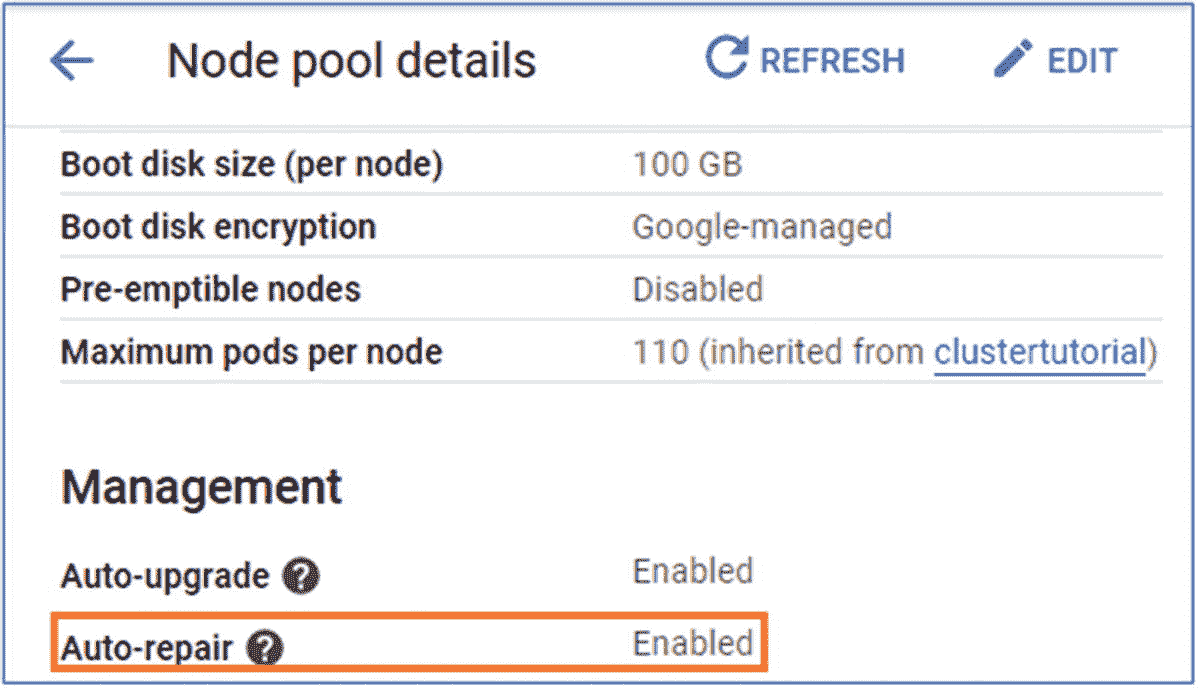 Node pool details REFRESH EDIT
Boot disk size (per node) 100 GB
Boot disk encryption Google-managed
Pre-emptible nodes Disabled
Maximum pods per node 110 (inherited from clustertutorial)
Management
Auto-upgrade ? Enabled
Auto-repair ? Enabled